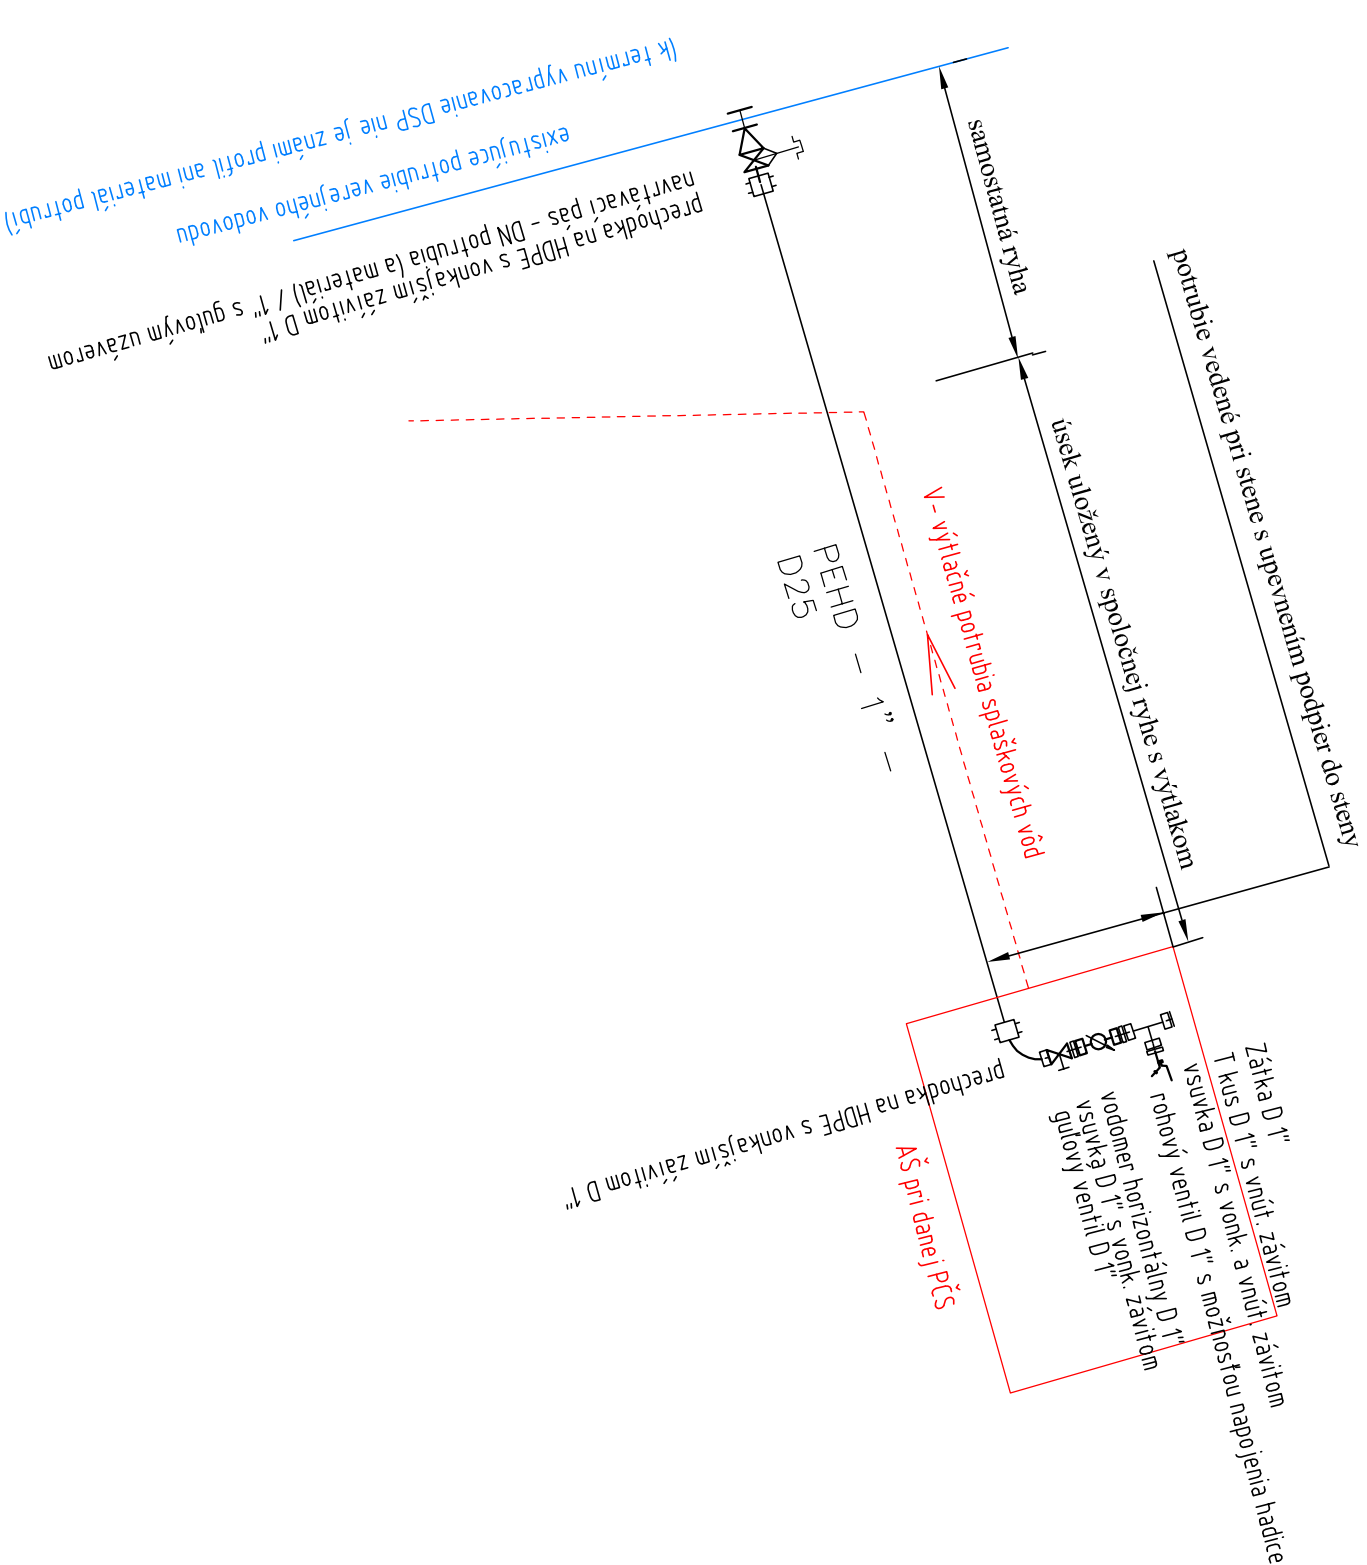 (k termínu vypracovanie DSP nie je známi profil ani materiál potrubí)
existujúce potrubie verejného vodovodu
navrtávací pás - DN potrubia (a materiál) / 1" s guľovým uzáverom
prechodka na HDPE s vonkajším záívitom D 1"
samostatná ryha
potrubie vedené pri stene s upevnením podpier do steny
úsek uložený v spoločnej ryhe s výtlakom
V- výtlačné potrubia splaškových vôd
PEHD - 1" -
D25
prechodka na HDPE s vonkajším záívitom D 1"
AŠ pri danej PČS
Zátka D 1"
T kus D 1" s vnút. závitom
vsuvka D 1" s vonk. a vnút. závitom
rohový ventil D 1" s možnosťou napojenia hadice
vodomer horizontálny D 1"
vsuvka D 1" s vonk. závitom
guľový ventil D 1"